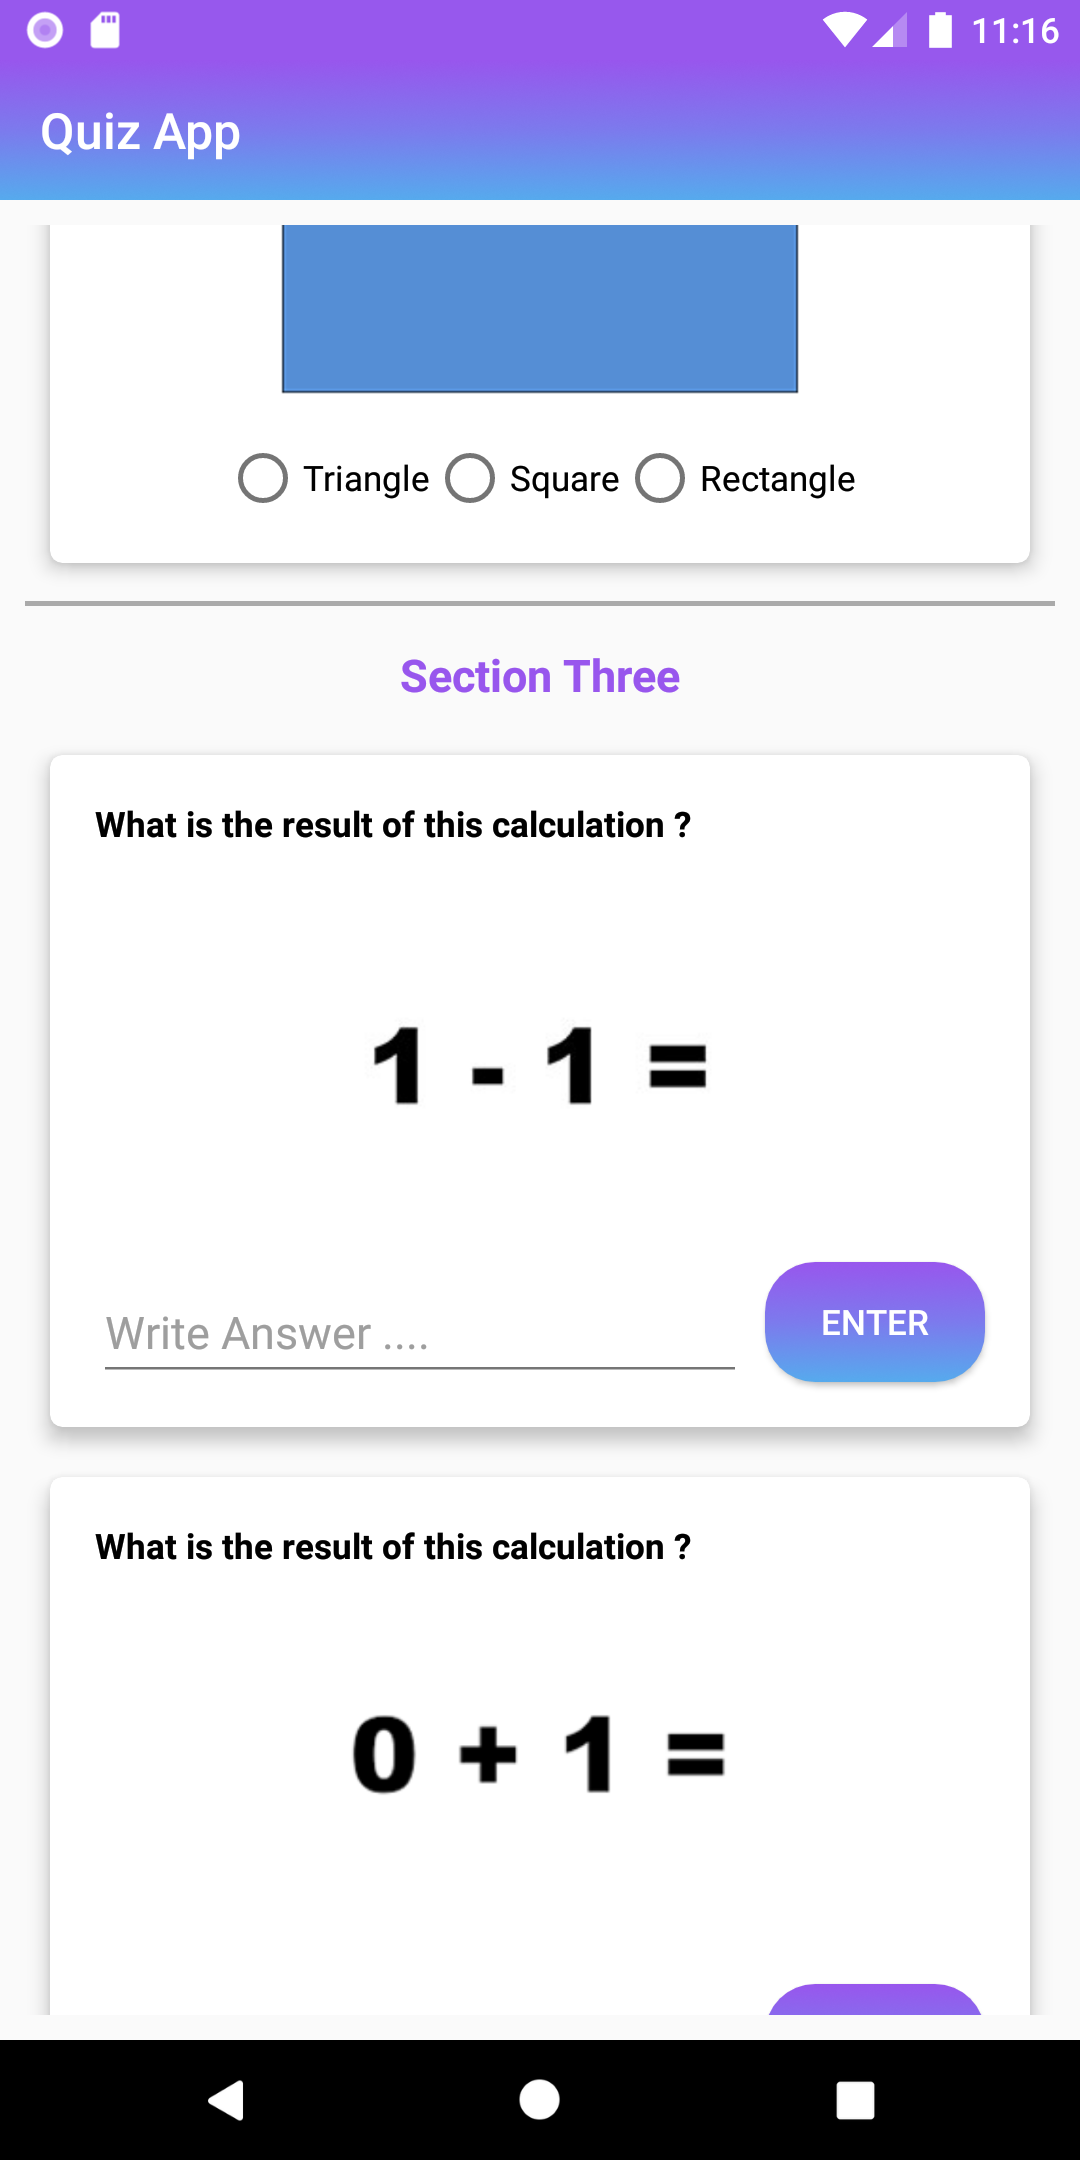 11:16
Quiz App
Triangle Square Rectangle
Section Three
What is the result of this calculation ?
1 - 1 =
Write Answer ....
ENTER
What is the result of this calculation ?
0 + 1 =